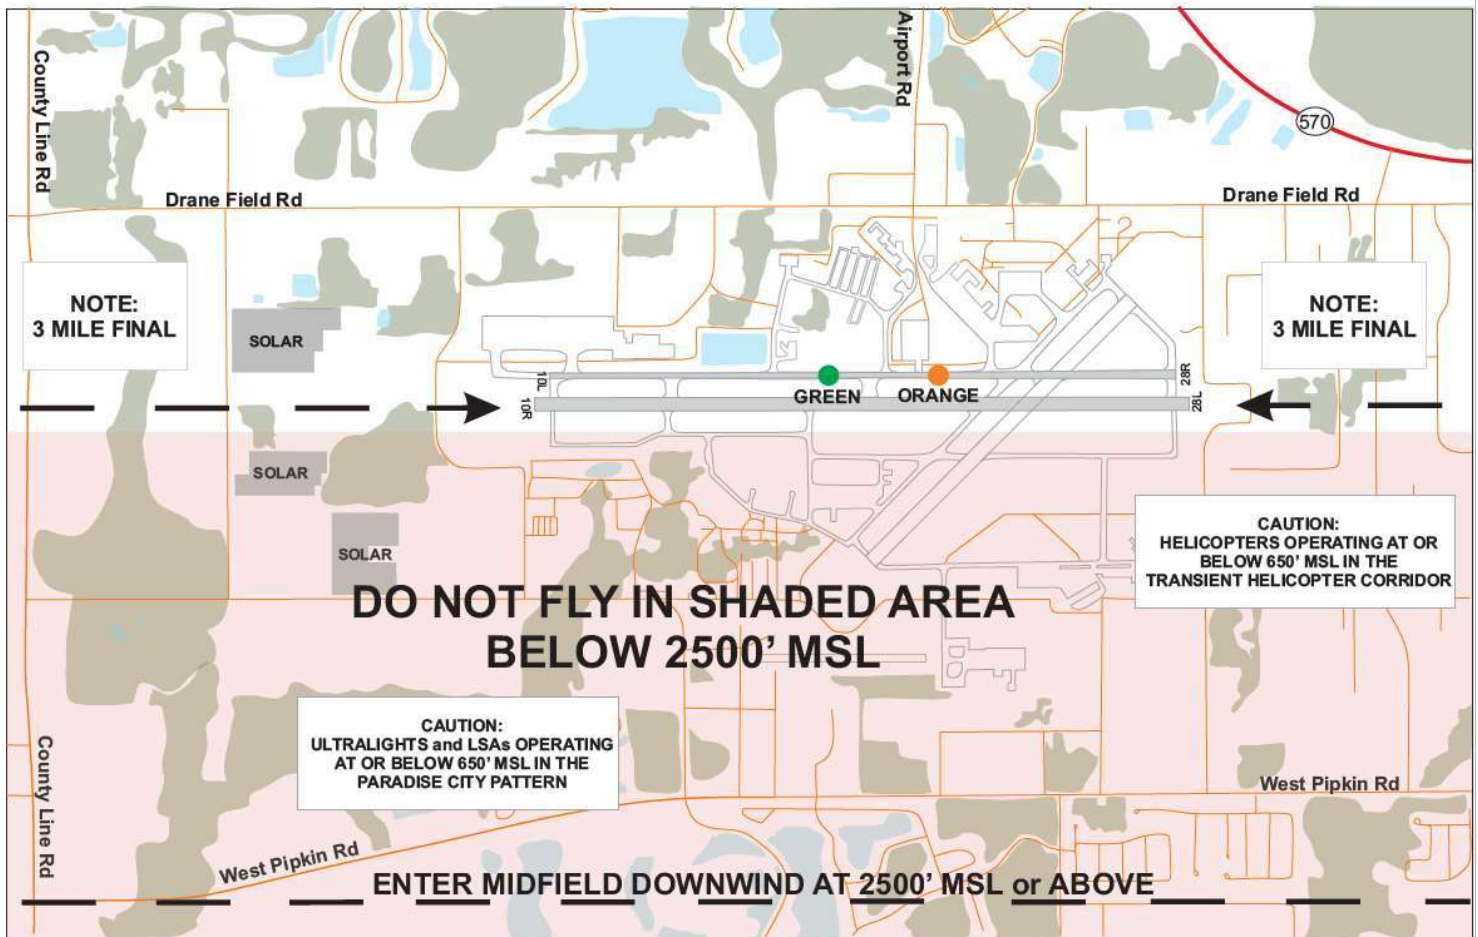 Airport Rd
County Line Rd
570
Drane Field Rd
Drane Field Rd
NOTE:
3 MILE FINAL
NOTE:
3 MILE FINAL
SOLAR
10L
28R
GREEN
ORANGE
10R
28L
SOLAR
SOLAR
CAUTION:
HELICOPTERS OPERATING AT OR
BELOW 650' MSL IN THE
TRANSIENT HELICOPTER CORRIDOR
DO NOT FLY IN SHADED AREA
BELOW 2500' MSL
CAUTION:
ULTRALIGHTS and LSAs OPERATING
AT OR BELOW 650' MSL IN THE
PARADISE CITY PATTERN
County Line Rd
West Pipkin Rd
West Pipkin Rd
ENTER MIDFIELD DOWNWIND AT 2500' MSL or ABOVE